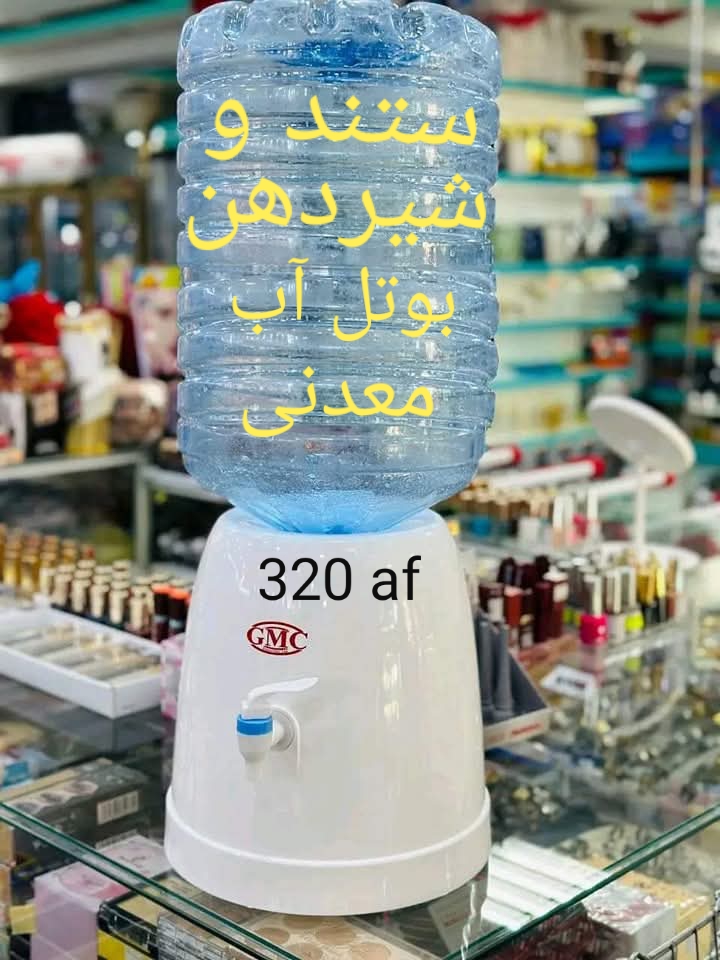 ستند و
شیردهن
بوتل آب
معدنی
320 af
GMC